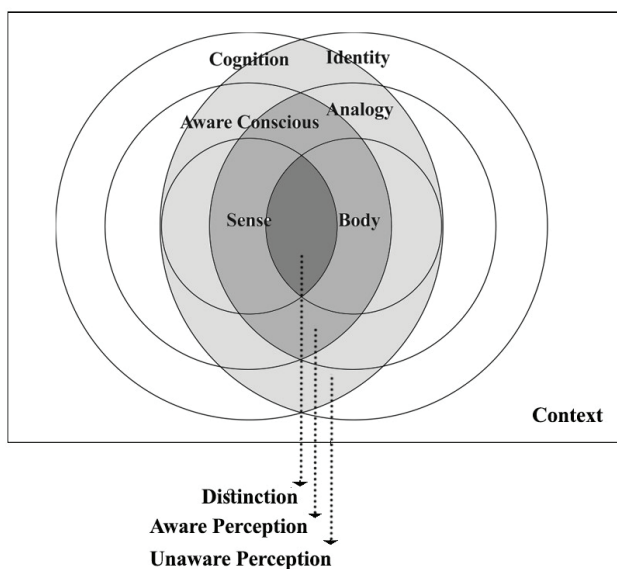 Cognition Identity
Aware Conscious Analogy
Sense Body
Context
Distinction
Aware Perception
Unaware Perception